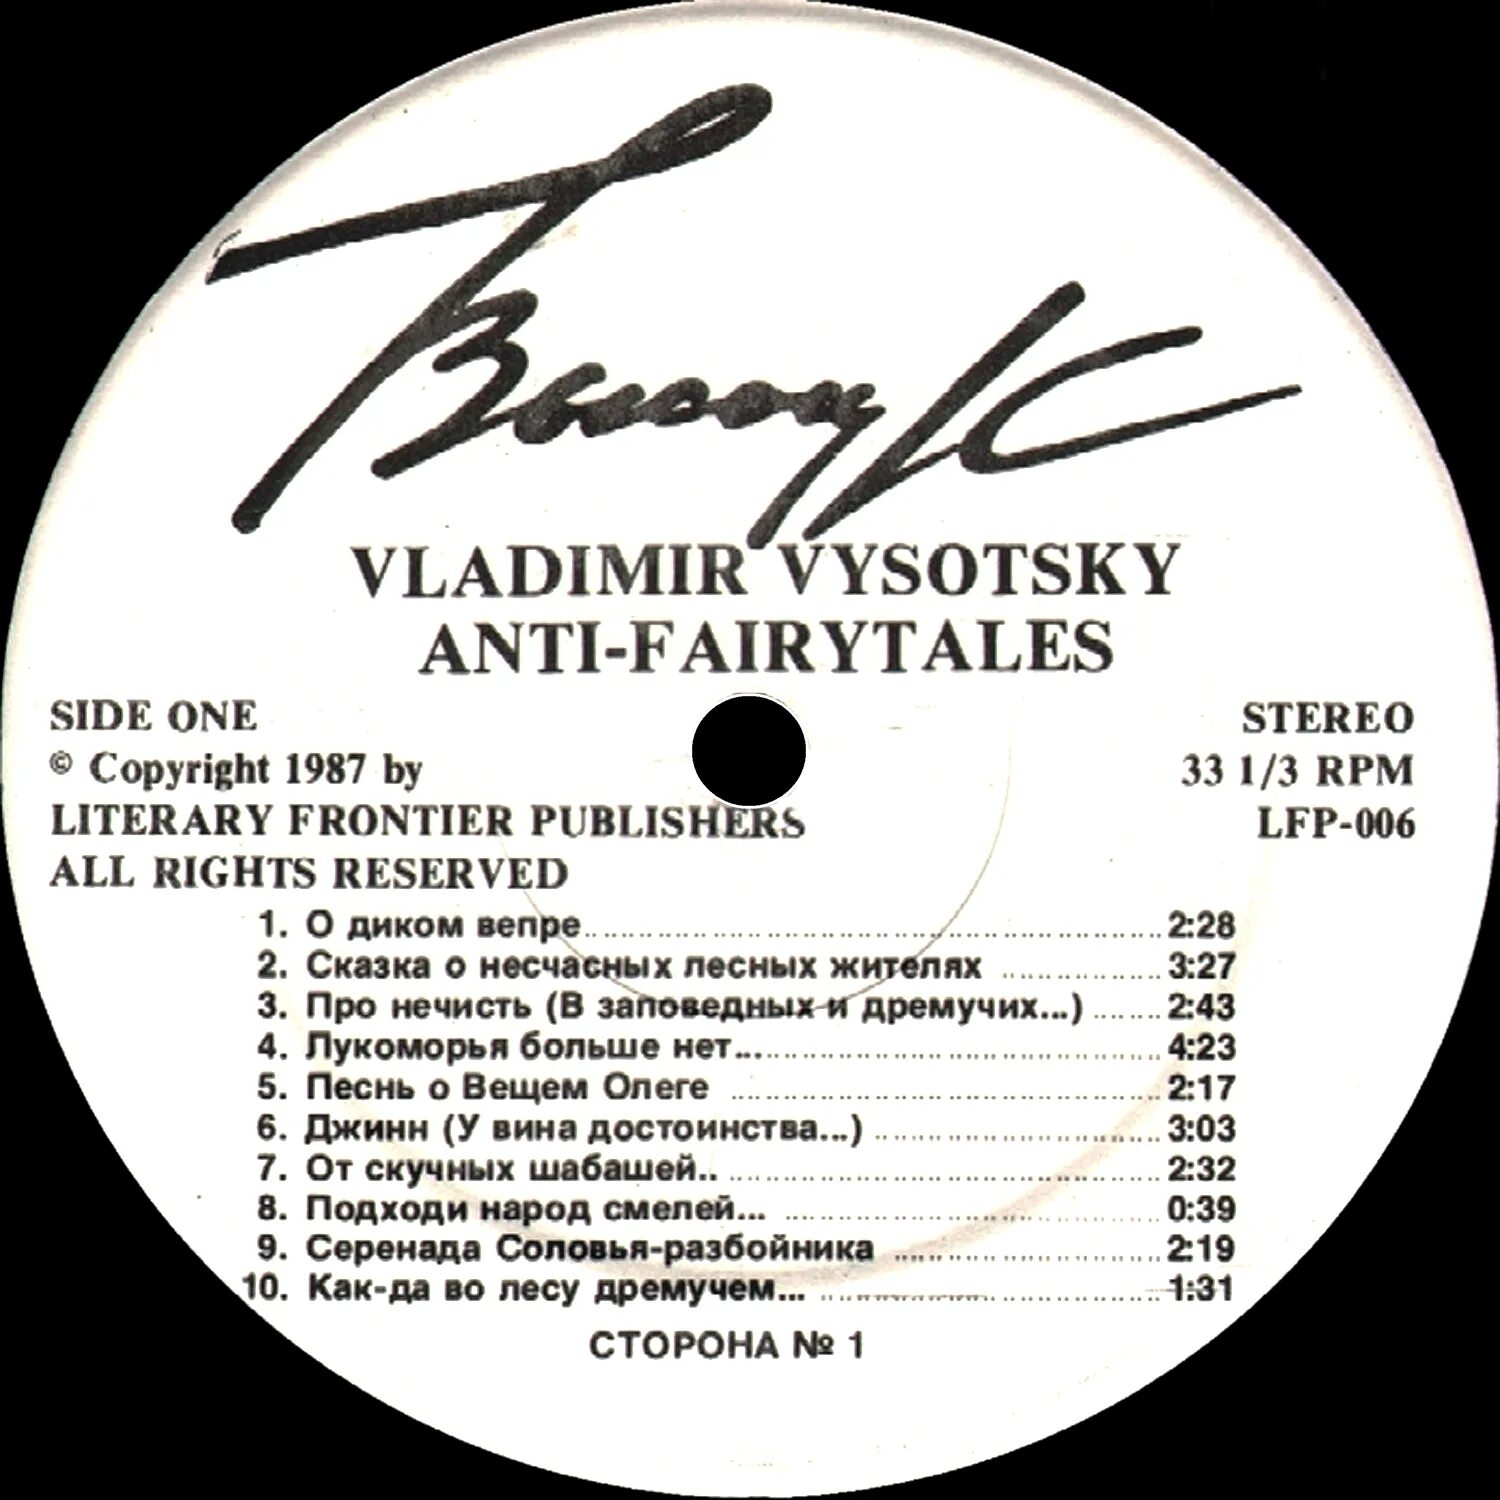 Высоцк
VLADIMIR VYSOTSKY
ANTI-FAIRYTALES
SIDE ONE
© Copyright 1987 by
LITERARY FRONTIER PUBLISHERS
ALL RIGHTS RESERVED
STEREO
33 1/3 RPM
LFP-006
1. О диком вепре........ 2:28
2. Сказка о несчасных лесных жителях ........ 3:27
3. Про нечисть (В заповедных и дремучих...) ........ 2:43
4. Лукоморья больше нет........... 4:23
5. Песнь о Вещем Олеге ........ 2:17
6. Джинн (У вина достоинства...) ........ 3:03
7. От скучных шабашей.. ........ 2:32
8. Подходи народ смелей... ........ 0:39
9. Серенада Соловья-разбойника ........ 2:19
10. Как-да во лесу дремучем... ........ 1:31
СТОРОНА № 1